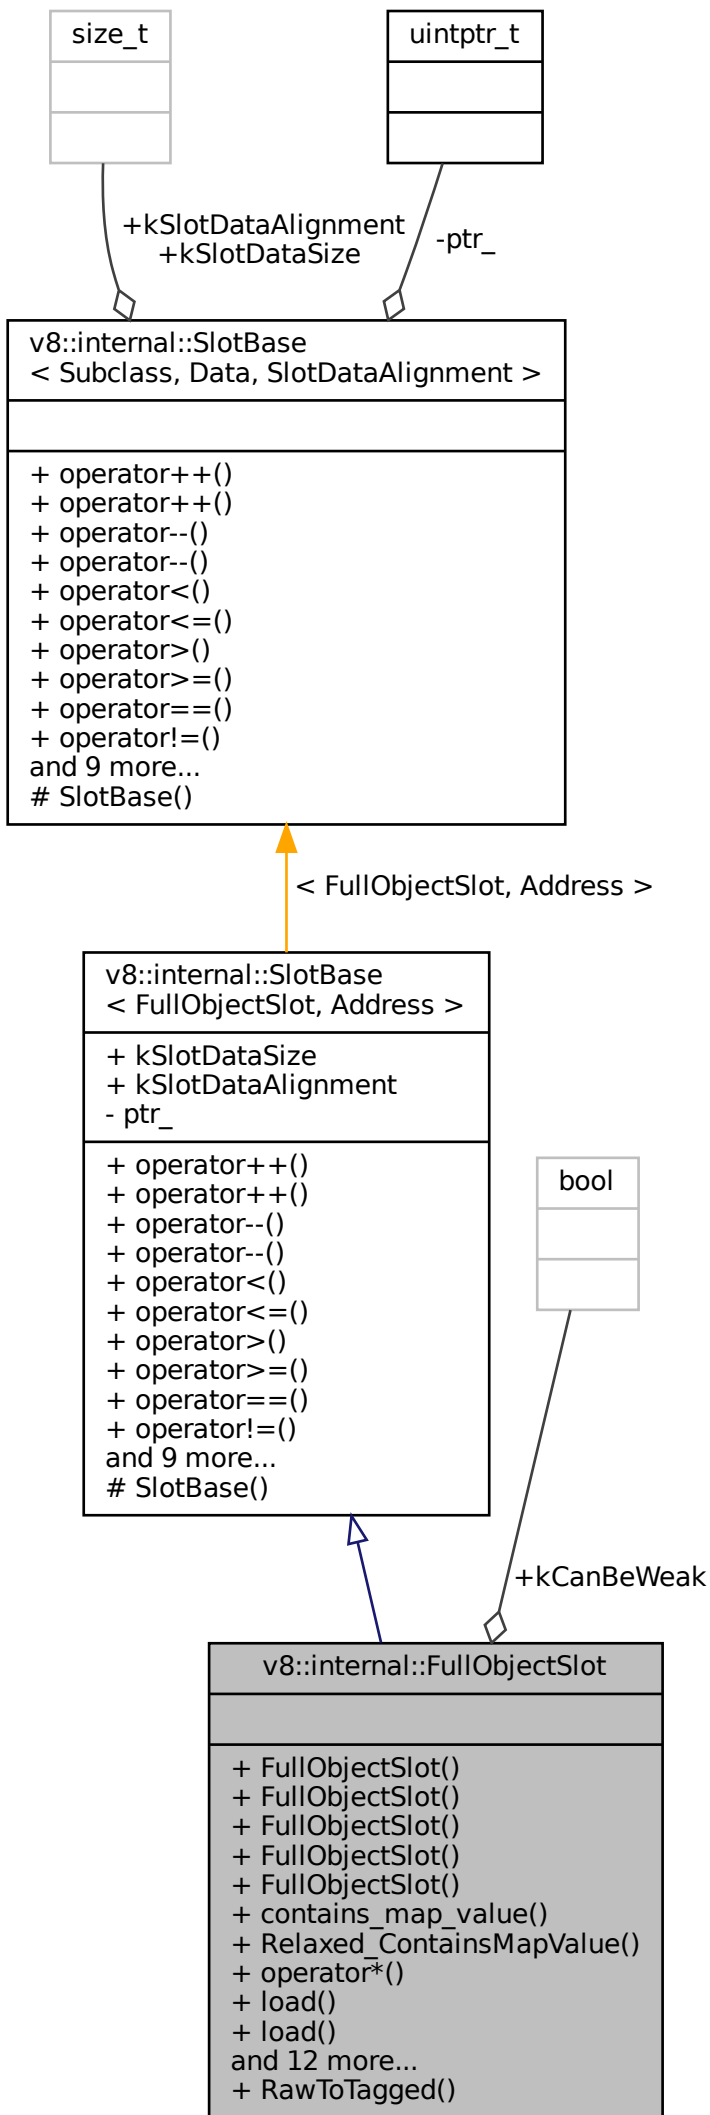 size_t
uintptr_t
+kSlotDataAlignment
+kSlotDataSize
-ptr_
v8::internal::SlotBase
< Subclass, Data, SlotDataAlignment >
+ operator++()
+ operator++()
+ operator--()
+ operator--()
+ operator<()
+ operator<=()
+ operator>()
+ operator>=()
+ operator==()
+ operator!=()
and 9 more...
# SlotBase()
< FullObjectSlot, Address >
v8::internal::SlotBase
< FullObjectSlot, Address >
+ kSlotDataSize
+ kSlotDataAlignment
- ptr_
+ operator++()
+ operator++()
+ operator--()
+ operator--()
+ operator<()
+ operator<=()
+ operator>()
+ operator>=()
+ operator==()
+ operator!=()
and 9 more...
# SlotBase()
bool
+kCanBeWeak
v8::internal::FullObjectSlot
+ FullObjectSlot()
+ FullObjectSlot()
+ FullObjectSlot()
+ FullObjectSlot()
+ FullObjectSlot()
+ contains_map_value()
+ Relaxed_ContainsMapValue()
+ operator*()
+ load()
+ load()
and 12 more...
+ RawToTagged()